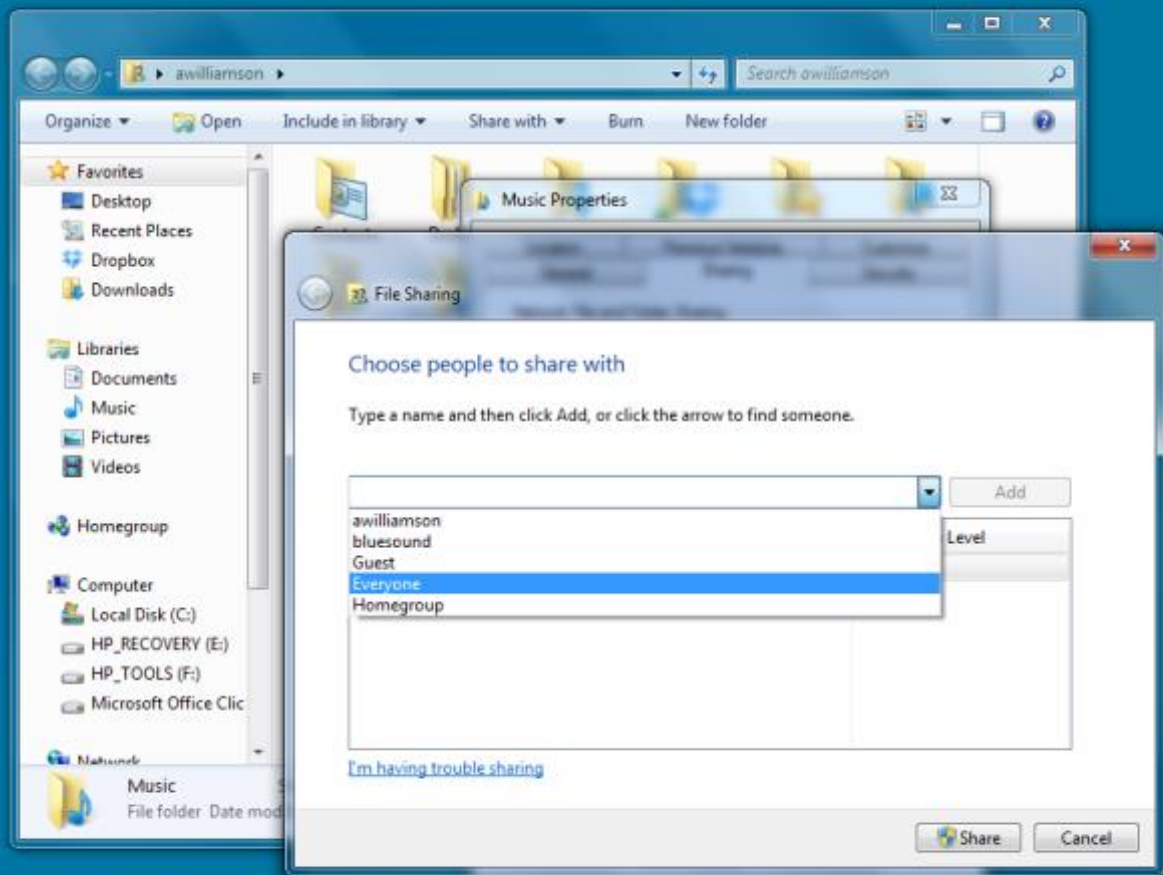 awilliamson
Search awilliamson
Organize
Open
Include in library
Share with
Burn
New folder
Favorites
Desktop
Recent Places
Dropbox
Downloads
Libraries
Documents
Music
Pictures
Videos
Homegroup
Computer
Local Disk (C:)
HP_RECOVERY (E:)
HP_TOOLS (F:)
Microsoft Office Clic
Network
Music
File folder Date mod
Music Properties
File Sharing
Choose people to share with
Type a name and then click Add, or click the arrow to find someone.
Add
awilliamson
bluesound
Guest
Everyone
Homegroup
Level
I'm having trouble sharing
Share
Cancel